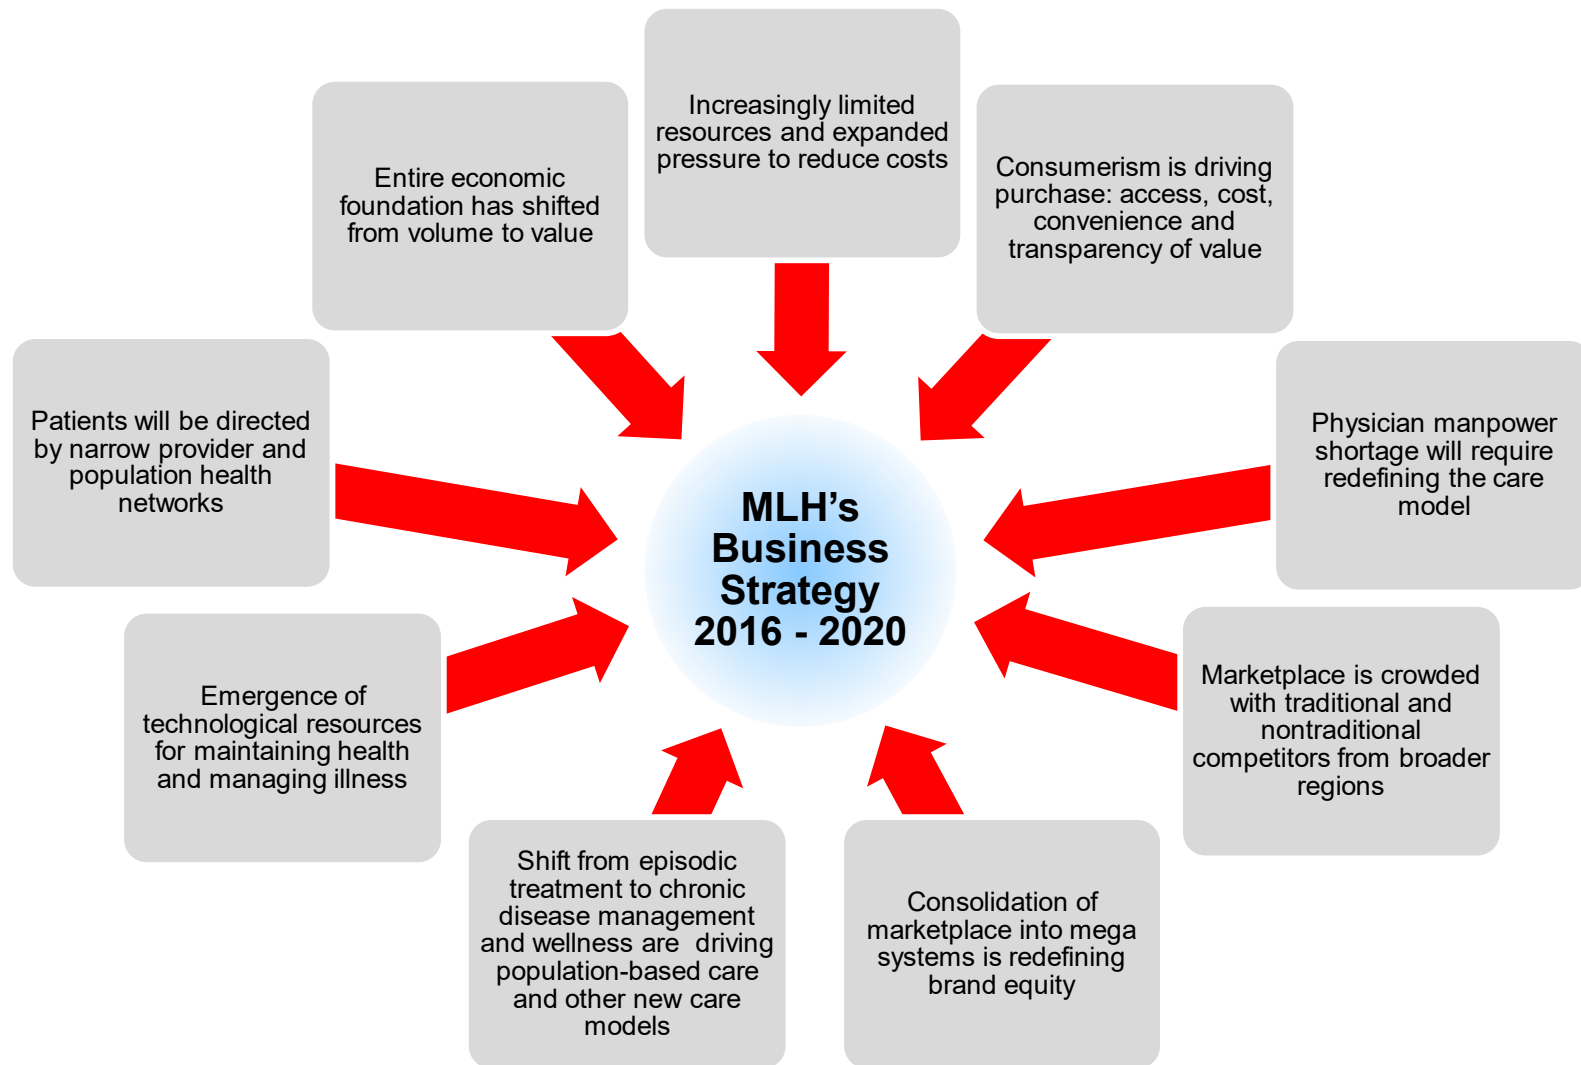 Increasingly limited
resources and expanded
pressure to reduce costs
Entire economic
foundation has shifted
from volume to value
Consumerism is driving
purchase: access, cost,
convenience and
transparency of value
Patients will be directed
by narrow provider and
population health
networks
Physician manpower
shortage will require
redefining the care
model
MLH’s
Business
Strategy
2016 - 2020
Emergence of
technological resources
for maintaining health
and managing illness
Marketplace is crowded
with traditional and
nontraditional
competitors from broader
regions
Shift from episodic
treatment to chronic
disease management
and wellness are  driving
population-based care
and other new care
models
Consolidation of
marketplace into mega
systems is redefining
brand equity